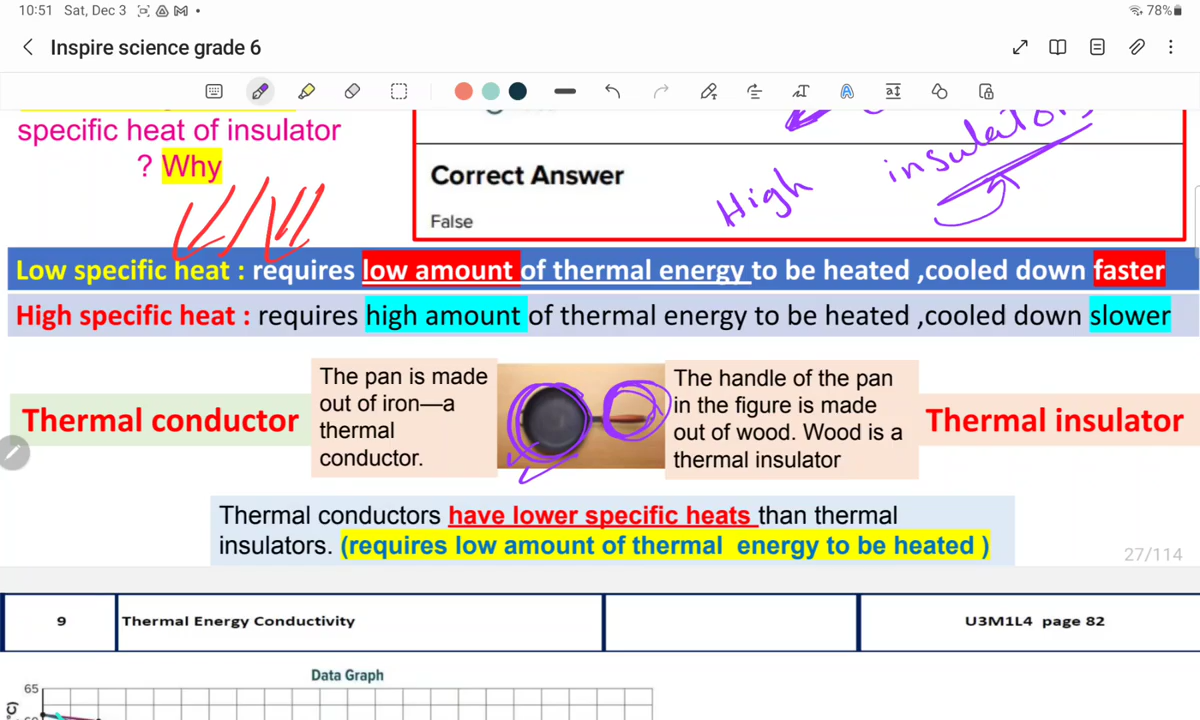 10:51 Sat, Dec 3
78%
Inspire science grade 6
specific heat of insulator
? Why
Correct Answer
False
High
insulator
Low specific heat : requires low amount of thermal energy to be heated ,cooled down faster
High specific heat : requires high amount of thermal energy to be heated ,cooled down slower
Thermal conductor
The pan is made
out of iron—a
thermal
conductor.
The handle of the pan
in the figure is made
out of wood. Wood is a
thermal insulator
Thermal insulator
Thermal conductors have lower specific heats than thermal
insulators. (requires low amount of thermal energy to be heated )
27/114
9
Thermal Energy Conductivity
U3M1L4 page 82
Data Graph
65